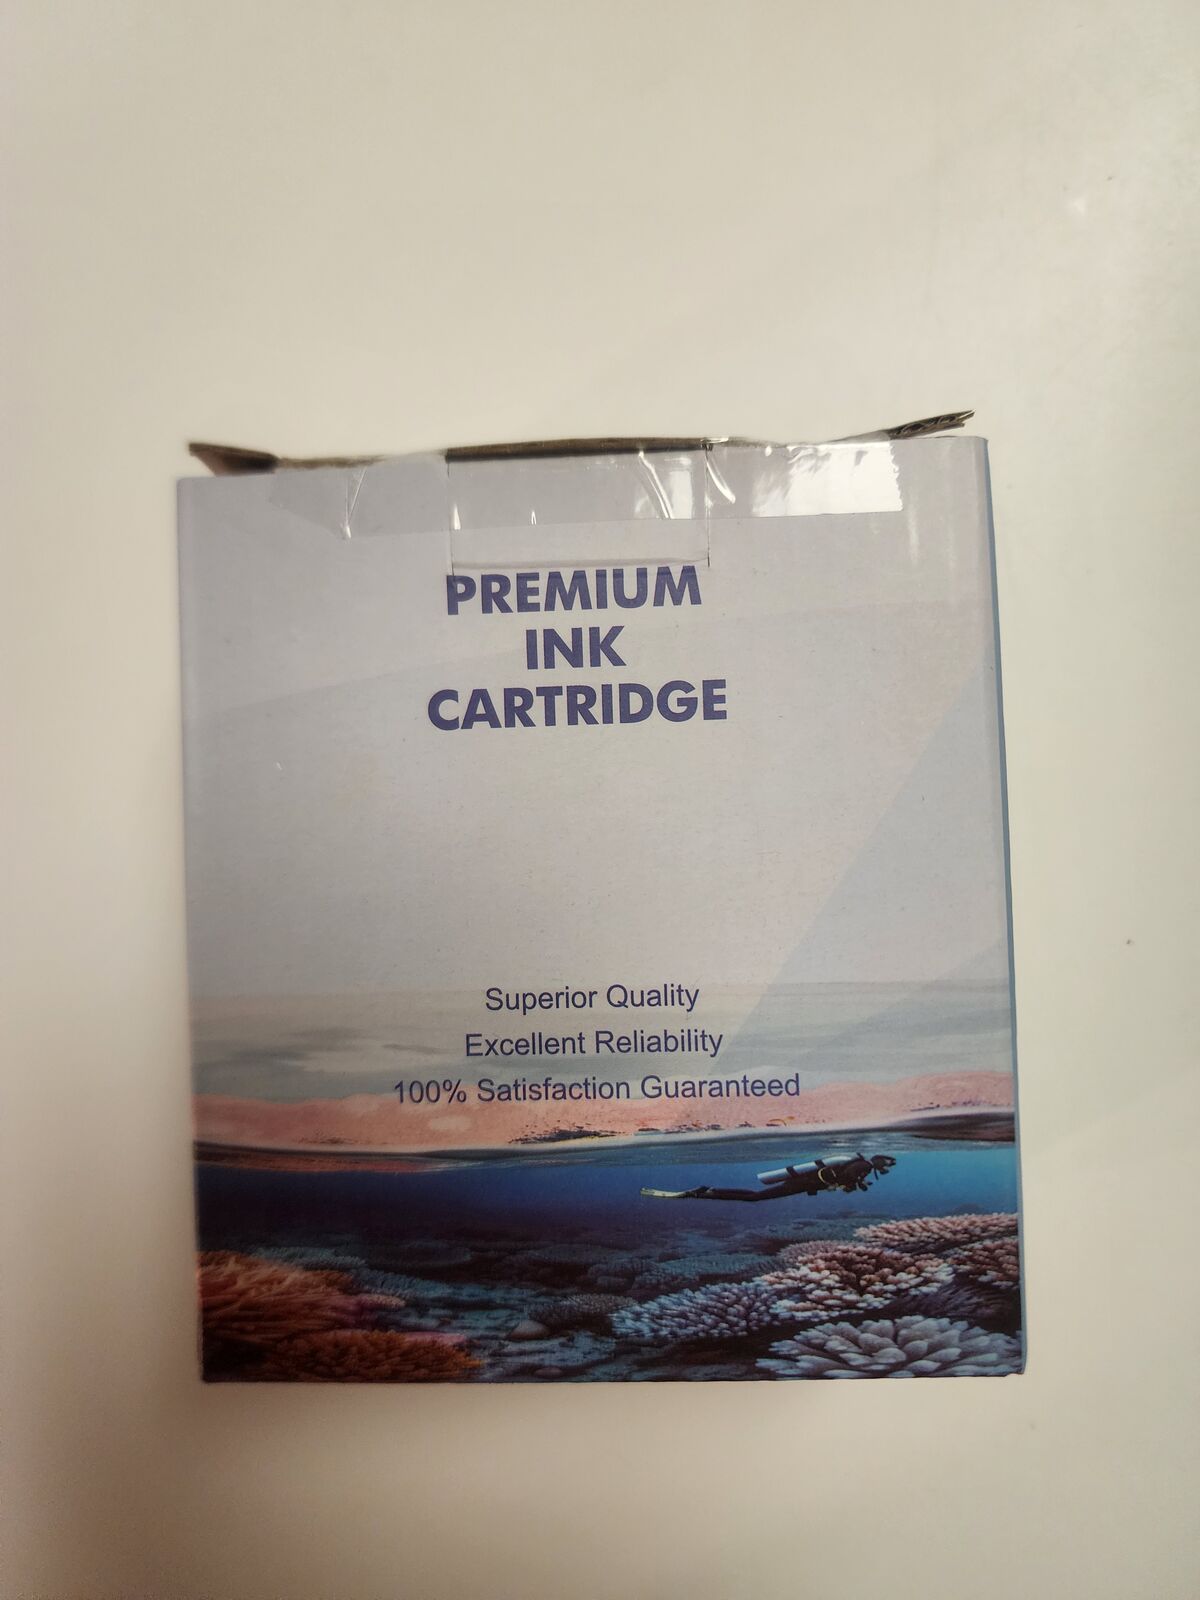 PREMIUM
INK
CARTRIDGE
Superior Quality
Excellent Reliability
100% Satisfaction Guaranteed